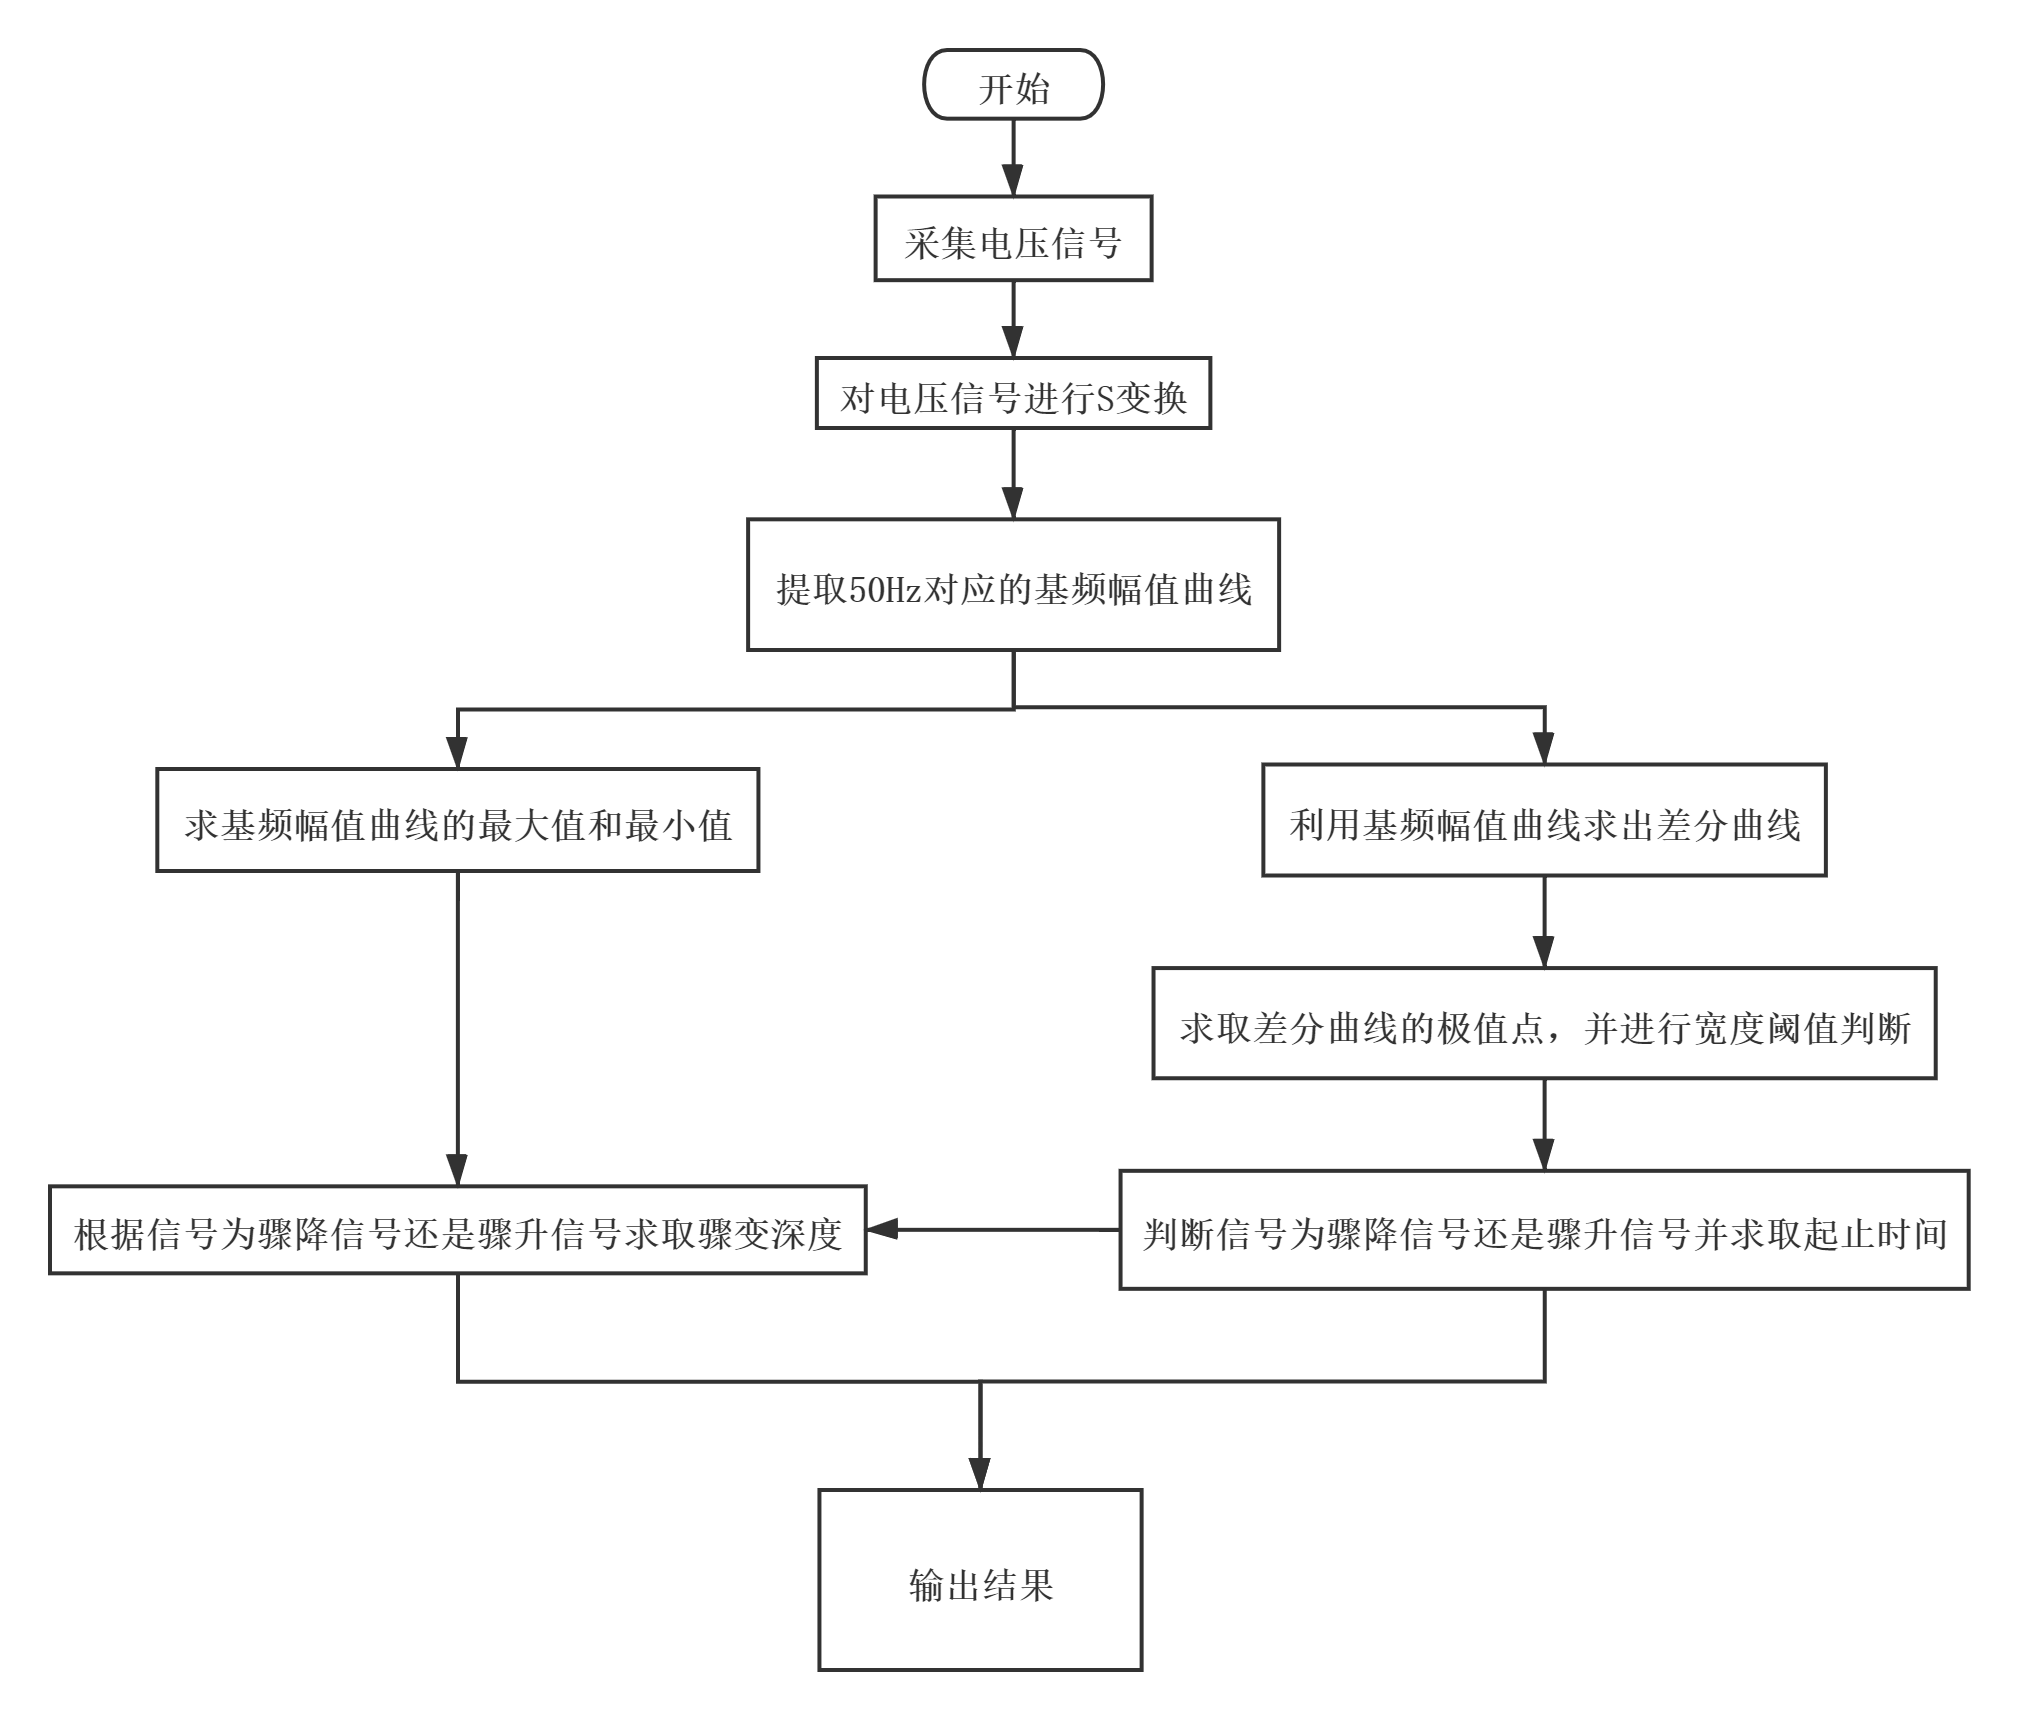 开始
采集电压信号
对电压信号进行S变换
提取50Hz对应的基频幅值曲线
求基频幅值曲线的最大值和最小值
利用基频幅值曲线求出差分曲线
求取差分曲线的极值点，并进行宽度阈值判断
根据信号为骤降信号还是骤升信号求取骤变深度
判断信号为骤降信号还是骤升信号并求取起止时间
输出结果